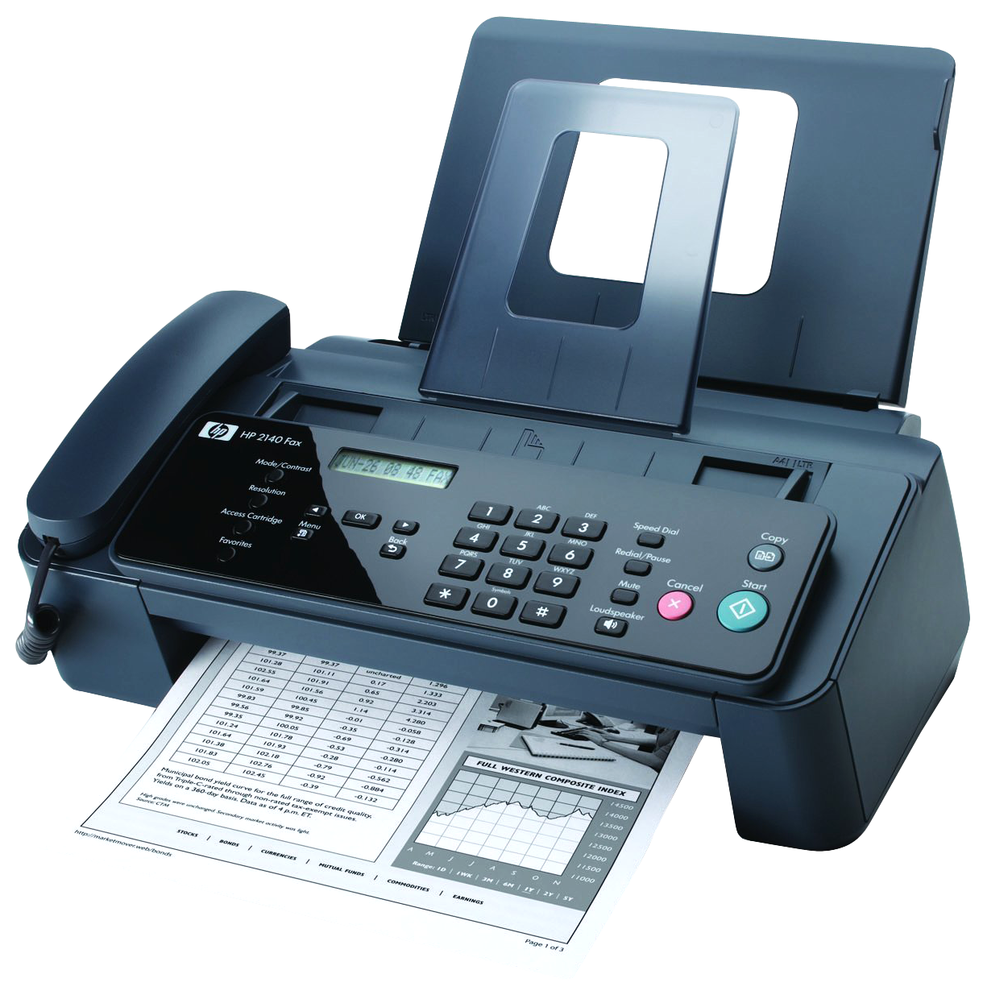 hp HP 2140 Fax
Mode/Contrast
Resolution
Access Cartridge
Favorites
Menu
OK
Back
JUN-26 08 48 FAX
1
ABC
2
DEF
3
GHI
4
JKL
5
MNO
6
PQRS
7
TUV
8
WXYZ
9
*
Symbols
0
#
Speed Dial
Redial/Pause
Mute
Loudspeaker
Copy
Cancel
Start
A4 LTR
99.37 99.37 uncharted 1.296
101.28 101.11 0.17 1.333
102.55 101.91 0.65 2.203
101.64 101.56 0.92 3.314
101.59 100.45 1.14 4.280
99.83 99.85 -0.01 -0.058
99.56 99.92 -0.35 -0.128
99.35 100.05 -0.69 -0.314
101.24 101.78 -0.53 -0.280
101.64 101.93 -0.28 -0.114
101.38 102.18 -0.79 -0.562
101.83 102.76 -0.92 -0.884
102.05 102.45 -0.39 -0.132
Municipal bond yield curve for the full range of credit quality,
from Triple-C-rated through non-rated tax-exempt issues.
Yields on a 360-day basis. Data as of 4 p.m. ET.
High grades were unchanged. Secondary market activity was light.
Source: CTM
FULL WESTERN COMPOSITE INDEX
14500
14000
13500
13000
12500
12000
11500
11000
A M J J A S O N
Range: 1D | 1WK | 3M | 6M | 1Y | 2Y | 5Y
STOCKS / BONDS / CURRENCIES / MUTUAL FUNDS / COMMODITIES / EARNINGS
http://marketmover.web/bonds
Page 1 of 3